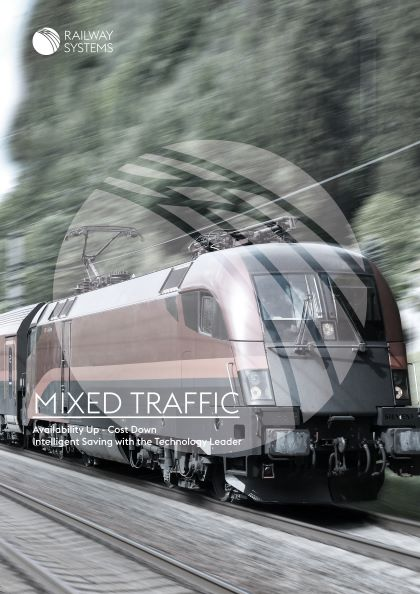 RAILWAY
SYSTEMS
MIXED TRAFFIC
Availability Up - Cost Down
Intelligent Saving with the Technology Leader